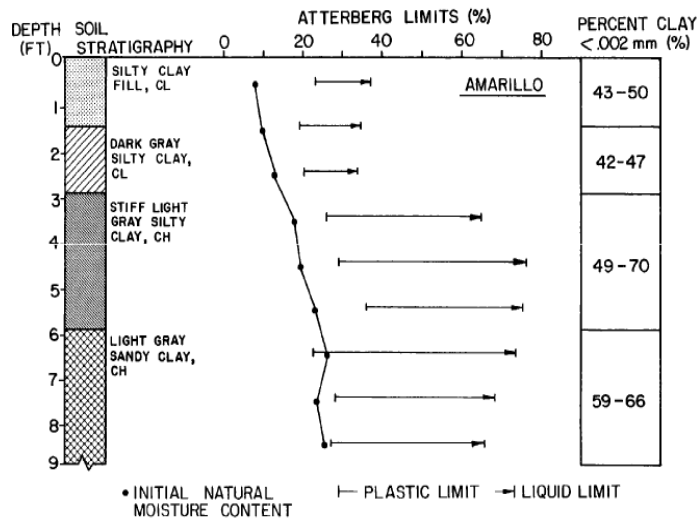 ATTERBERG LIMITS (%)
DEPTH SOIL
(FT) STRATIGRAPHY
0 20 40 60 80
PERCENT CLAY
<.002 mm (%)
0
1
2
3
4
5
6
7
8
9
SILTY CLAY
FILL, CL
DARK GRAY
SILTY CLAY,
CL
STIFF LIGHT
GRAY SILTY
CLAY, CH
LIGHT GRAY
SANDY CLAY,
CH
AMARILLO
43-50
42-47
49-70
59-66
INITIAL NATURAL
MOISTURE CONTENT
PLASTIC LIMIT
LIQUID LIMIT